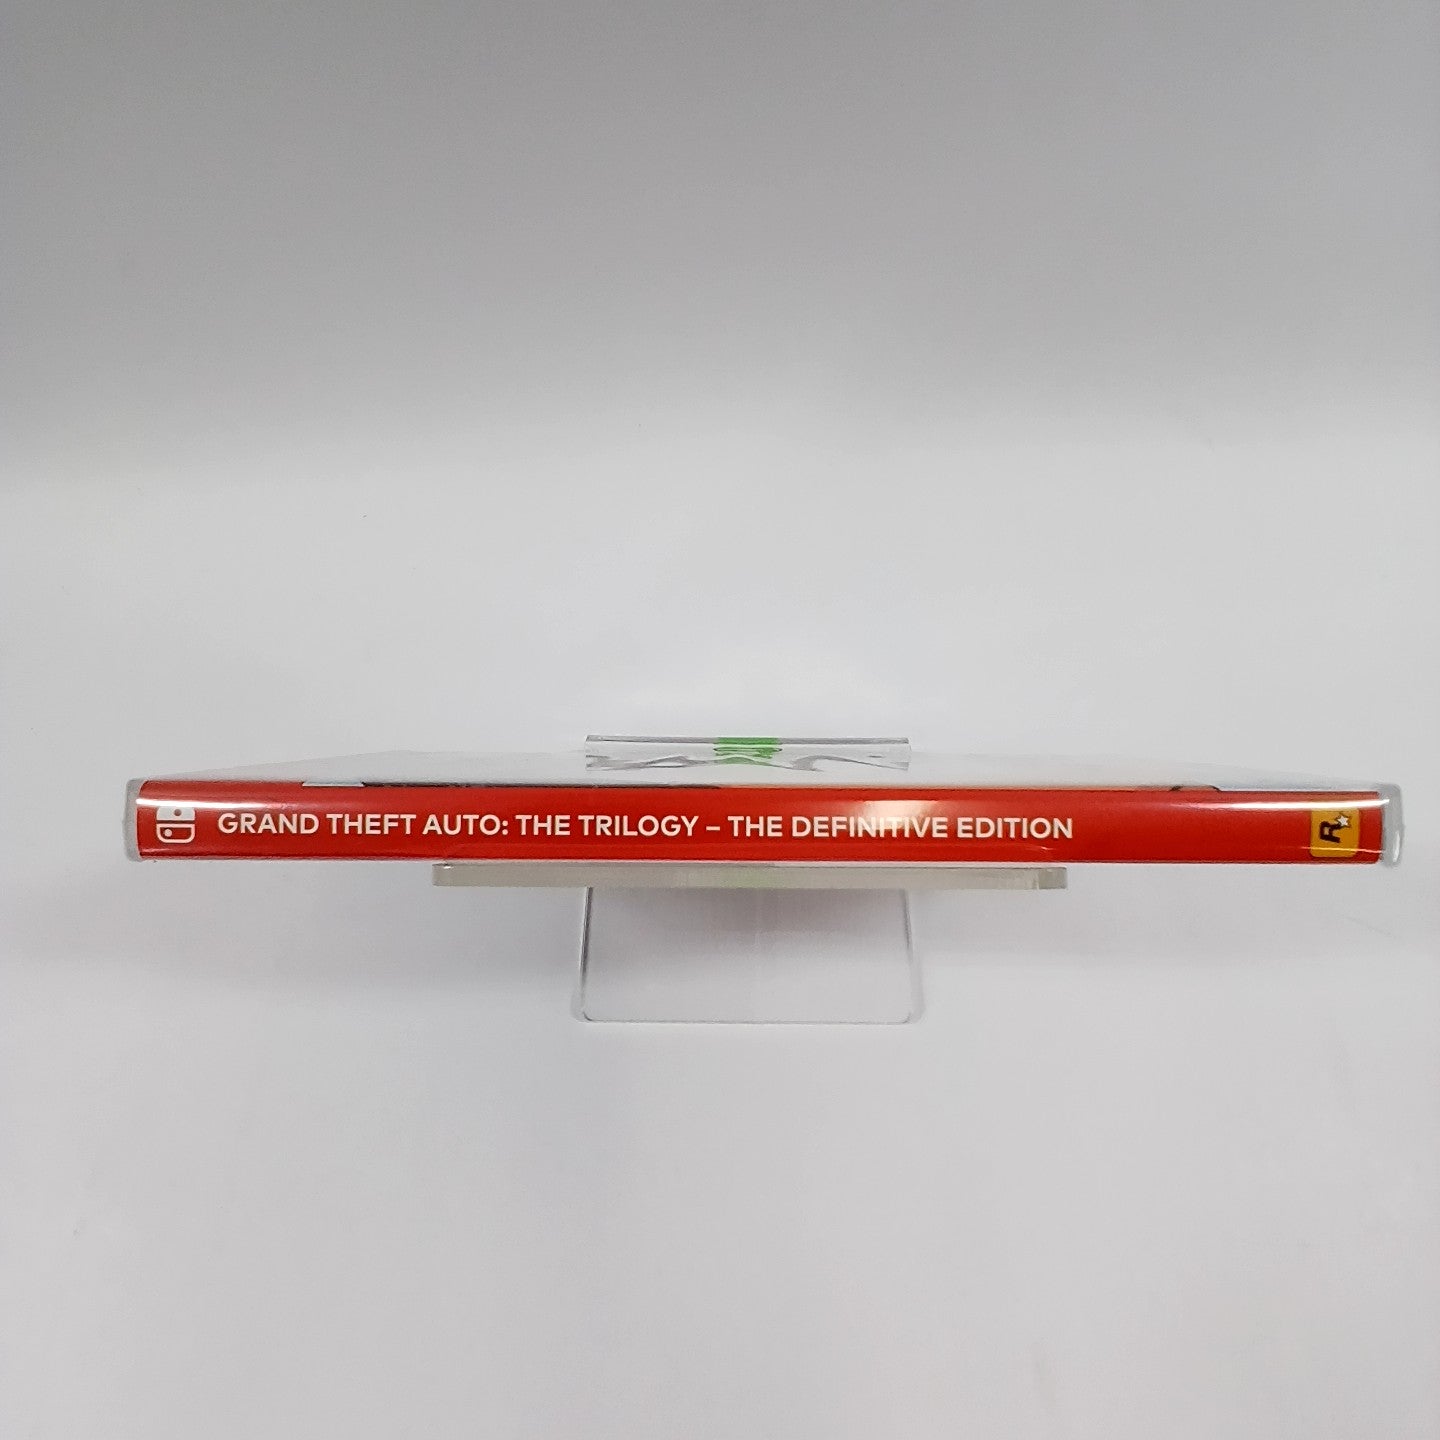 GRAND THEFT AUTO: THE TRILOGY – THE DEFINITIVE EDITION
R